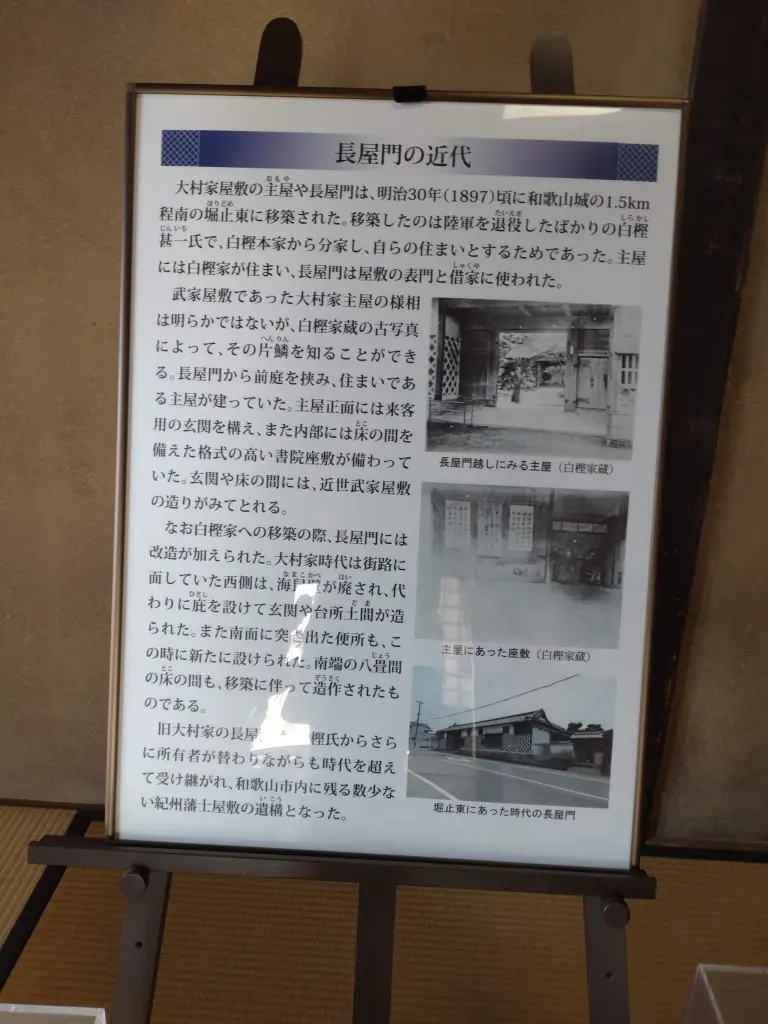 長屋門の近代
大村家屋敷の主屋や長屋門は、明治30年(1897)頃に和歌山城の1.5km
程南の堀止東に移築された。移築したのは陸軍を退役したばかりの白樫
甚一氏で、白樫本家から分家し、自らの住まいとするためであった。主屋
には白樫家が住まい、長屋門は屋敷の表門と借家に使われた。
武家屋敷であった大村家主屋の様相
は明らかではないが、白樫家蔵の古写真
によって、その片鱗を知ることができ
る。長屋門から前庭を挟み、住まいであ
る主屋が建っていた。主屋正面には来客
用の玄関を構え、また内部には床の間を
備えた格式の高い書院座敷が備わって
いた。玄関や床の間には、近世武家屋敷
の造りがみてとれる。
なお白樫家への移築の際、長屋門には
改造が加えられた。大村家時代は街路に
面していた西側は、海鼠壁が廃され、代
わりに庇を設けて玄関や台所土間が造
られた。また南面に突き出た便所も、こ
の時に新たに設けられた。南端の八畳間
の床の間も、移築に伴って造作されたも
のである。
旧大村家の長屋 樫氏からさら
に所有者が替わりながらも時代を超え
て受け継がれ、和歌山市内に残る数少な
い紀州藩士屋敷の遺構となった。
長屋門越しにみる主屋(白樫家蔵)
主屋にあった座敷(白樫家蔵)
堀止東にあった時代の長屋門